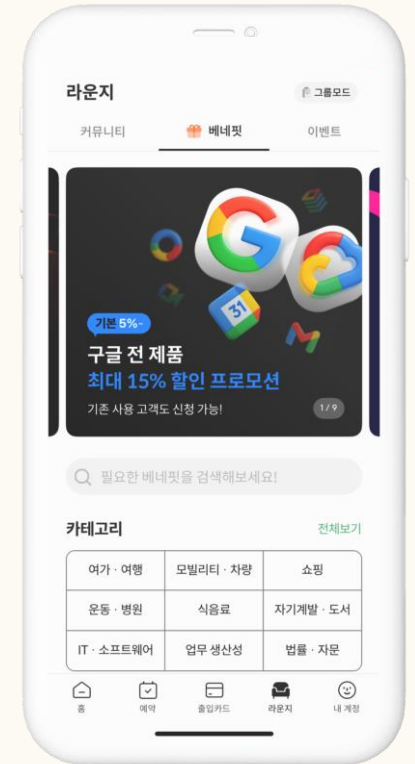 라운지
그룹모드
커뮤니티
베네핏
이벤트
31
기본 5%~
구글 전 제품
최대 15% 할인 프로모션
기존 사용 고객도 신청 가능!
1/9
필요한 베네핏을 검색해보세요!
카테고리
전체보기
여가 · 여행
모빌리티 · 차량
쇼핑
운동 · 병원
식음료
자기계발 · 도서
IT · 소프트웨어
업무 생산성
법률 · 자문
홈
예약
출입카드
라운지
내 계정